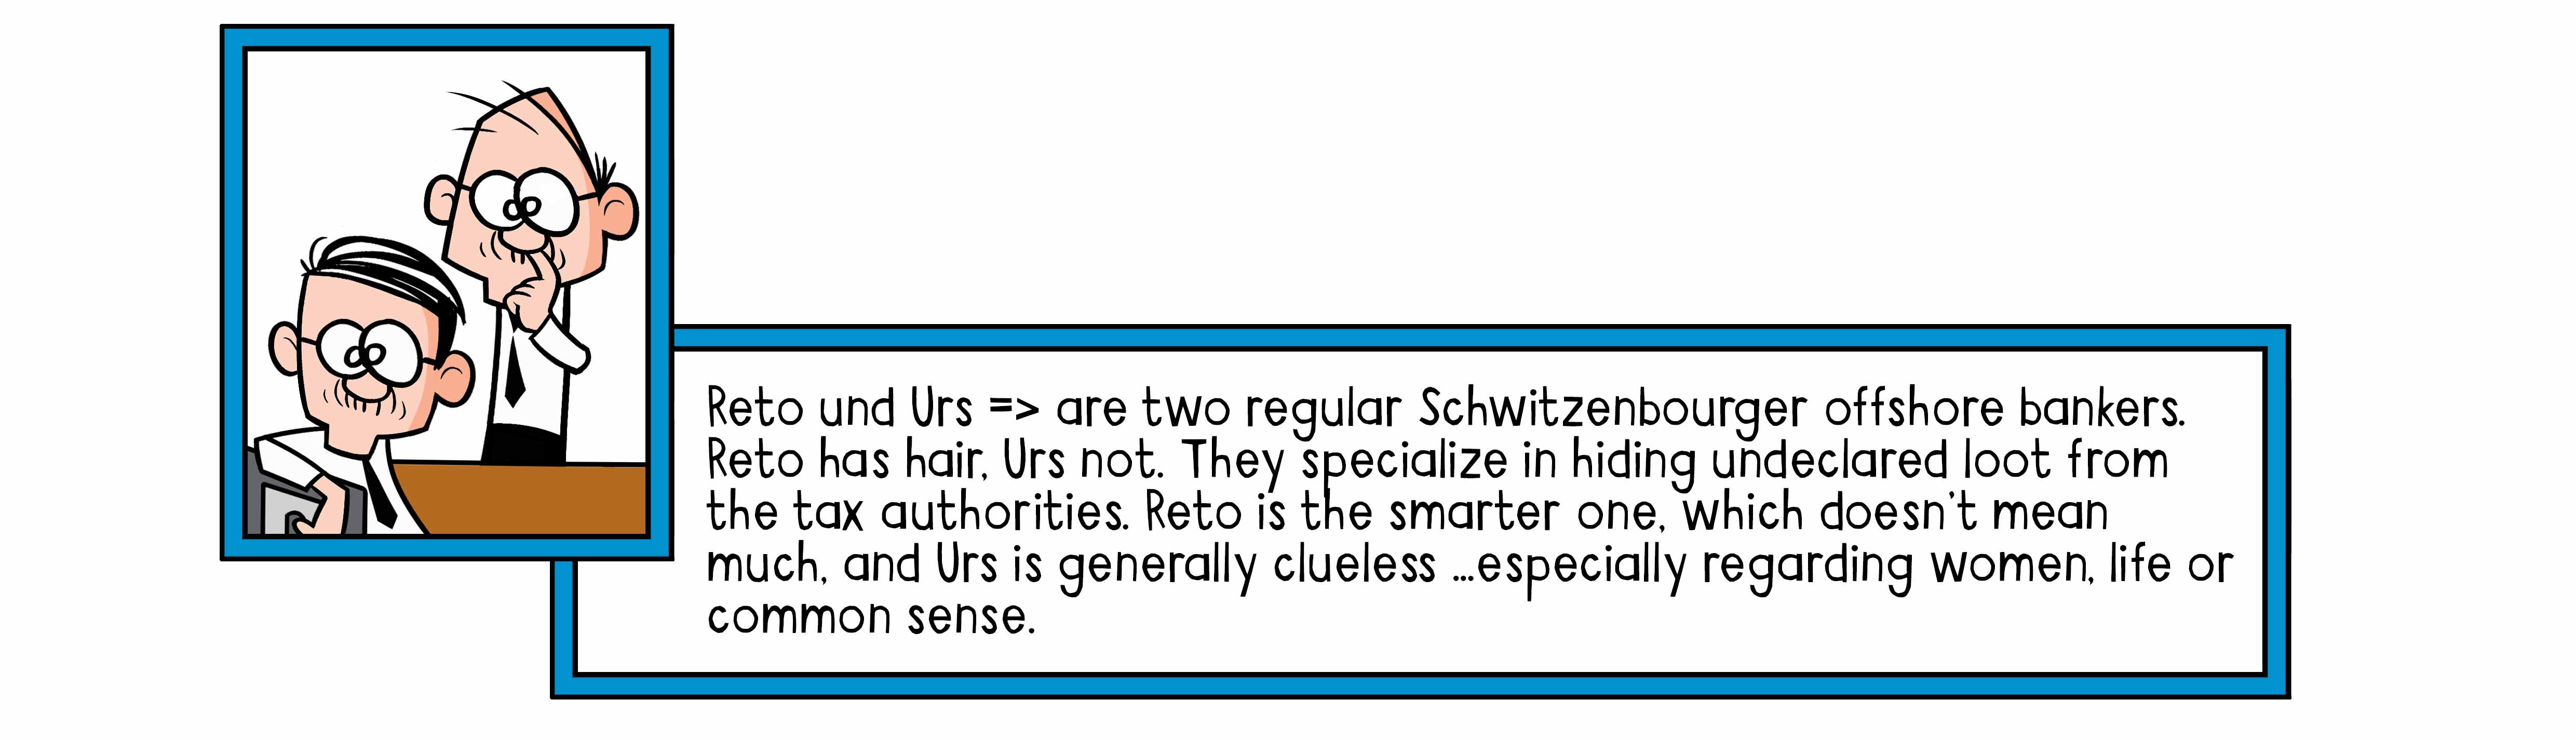 Reto und Urs => are two regular Schwitzenbourger offshore bankers.
Reto has hair, Urs not. They specialize in hiding undeclared loot from
the tax authorities. Reto is the smarter one, which doesn't mean
much, and Urs is generally clueless ...especially regarding women, life or
common sense.